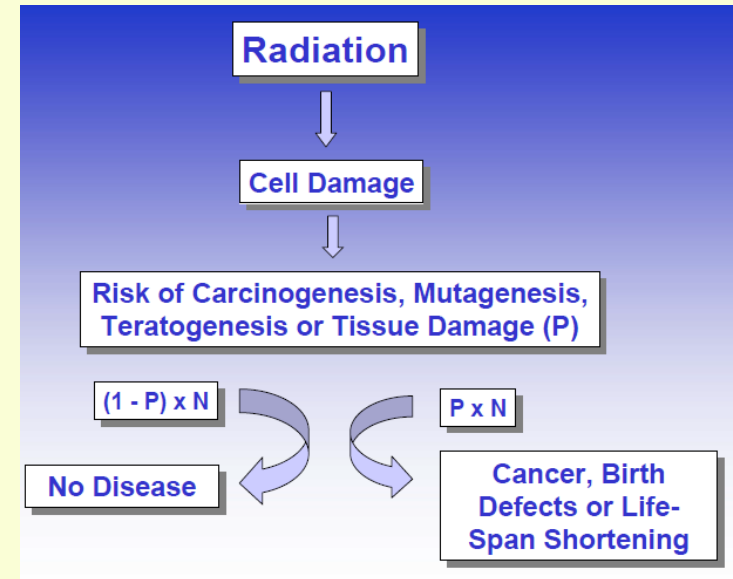 Radiation
Cell Damage
Risk of Carcinogenesis, Mutagenesis,
Teratogenesis or Tissue Damage (P)
(1 - P) x N
P x N
No Disease
Cancer, Birth
Defects or Life-
Span Shortening